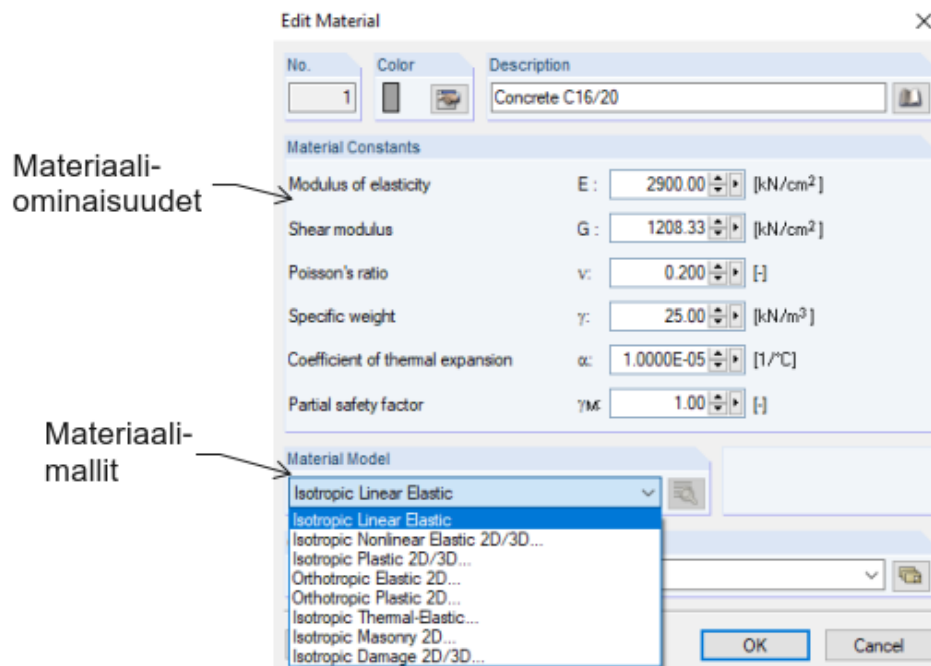 Edit Material
No. Color Description
1 Concrete C16/20
Material Constants
Materiaali-
ominaisuudet
Modulus of elasticity E : 2900.00 [kN/cm²]
Shear modulus G : 1208.33 [kN/cm²]
Poisson's ratio ν: 0.200 [-]
Specific weight γ: 25.00 [kN/m³]
Coefficient of thermal expansion α: 1.0000E-05 [1/°C]
Partial safety factor γM: 1.00 [-]
Materiaali-
mallit
Material Model
Isotropic Linear Elastic
Isotropic Linear Elastic
Isotropic Nonlinear Elastic 2D/3D...
Isotropic Plastic 2D/3D...
Orthotropic Elastic 2D...
Orthotropic Plastic 2D...
Isotropic Thermal-Elastic...
Isotropic Masonry 2D...
Isotropic Damage 2D/3D...
OK Cancel